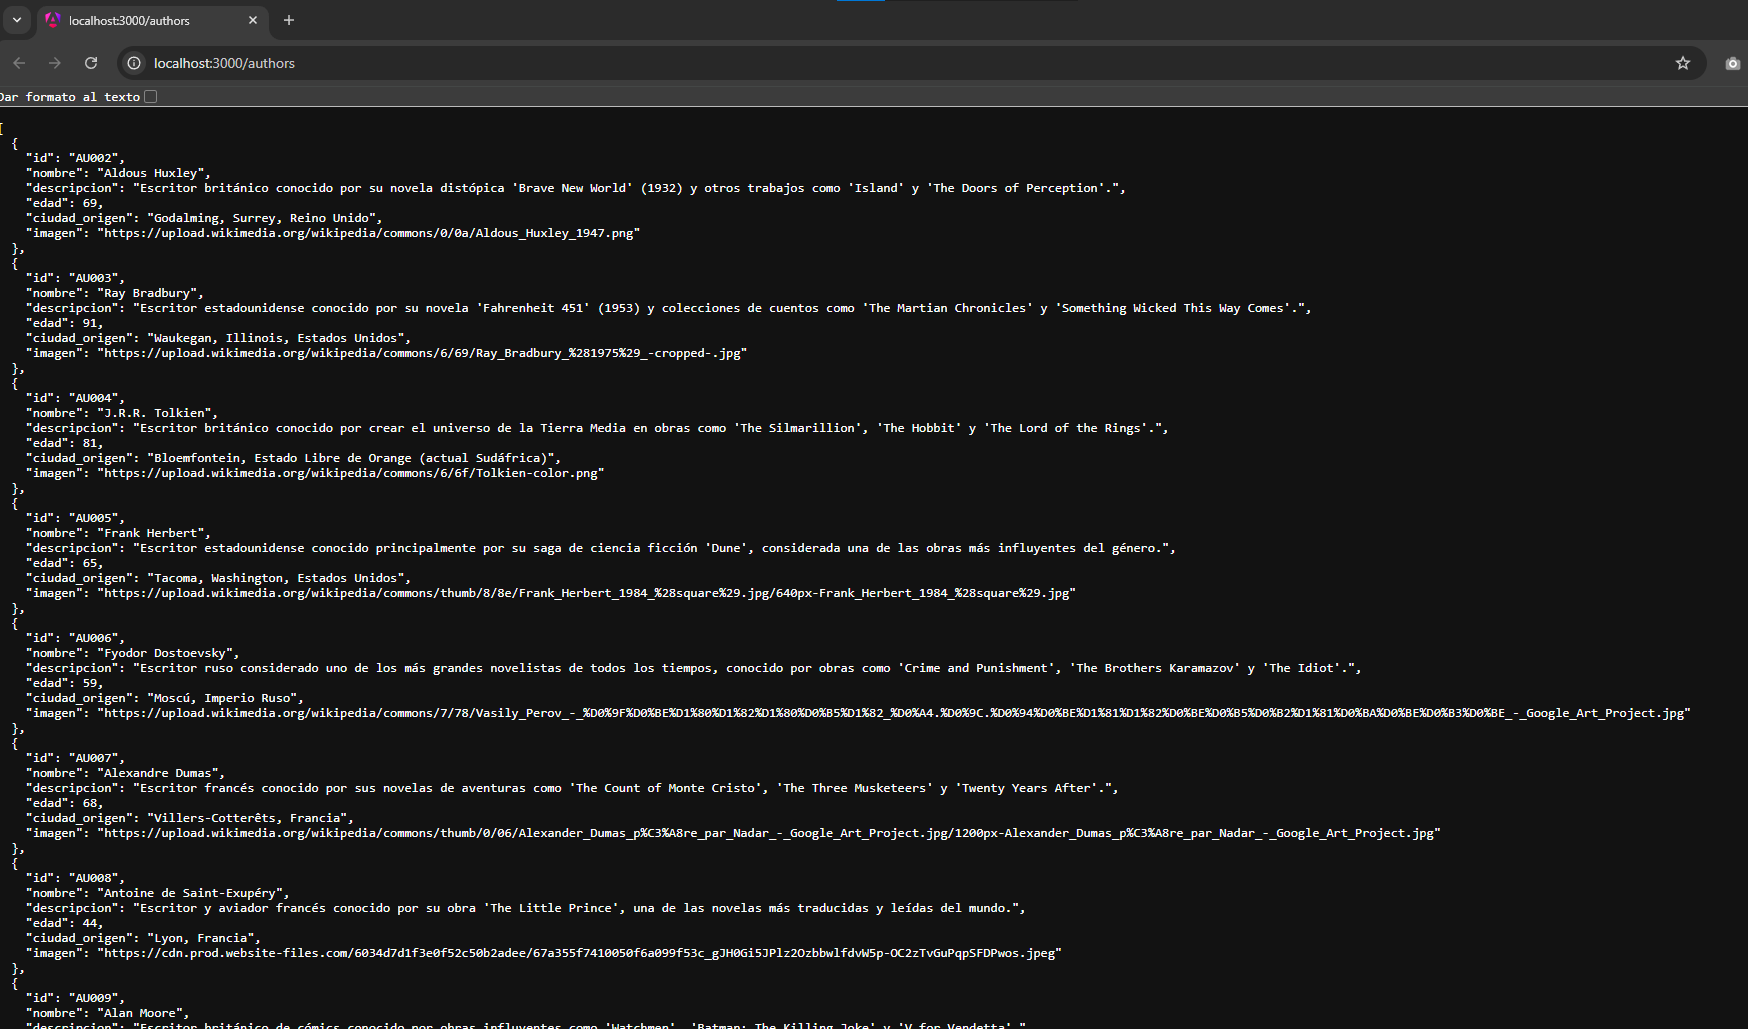 localhost:3000/authors
localhost:3000/authors
Dar formato al texto
[
  {
    "id": "AU002",
    "nombre": "Aldous Huxley",
    "descripcion": "Escritor británico conocido por su novela distópica 'Brave New World' (1932) y otros trabajos como 'Island' y 'The Doors of Perception'.",
    "edad": 69,
    "ciudad_origen": "Godalming, Surrey, Reino Unido",
    "imagen": "https://upload.wikimedia.org/wikipedia/commons/0/0a/Aldous_Huxley_1947.png"
  },
  {
    "id": "AU003",
    "nombre": "Ray Bradbury",
    "descripcion": "Escritor estadounidense conocido por su novela 'Fahrenheit 451' (1953) y colecciones de cuentos como 'The Martian Chronicles' y 'Something Wicked This Way Comes'.",
    "edad": 91,
    "ciudad_origen": "Waukegan, Illinois, Estados Unidos",
    "imagen": "https://upload.wikimedia.org/wikipedia/commons/6/69/Ray_Bradbury_%281975%29_-cropped-.jpg"
  },
  {
    "id": "AU004",
    "nombre": "J.R.R. Tolkien",
    "descripcion": "Escritor británico conocido por crear el universo de la Tierra Media en obras como 'The Silmarillion', 'The Hobbit' y 'The Lord of the Rings'.",
    "edad": 81,
    "ciudad_origen": "Bloemfontein, Estado Libre de Orange (actual Sudáfrica)",
    "imagen": "https://upload.wikimedia.org/wikipedia/commons/6/6f/Tolkien-color.png"
  },
  {
    "id": "AU005",
    "nombre": "Frank Herbert",
    "descripcion": "Escritor estadounidense conocido principalmente por su saga de ciencia ficción 'Dune', considerada una de las obras más influyentes del género.",
    "edad": 65,
    "ciudad_origen": "Tacoma, Washington, Estados Unidos",
    "imagen": "https://upload.wikimedia.org/wikipedia/commons/thumb/8/8e/Frank_Herbert_1984_%28square%29.jpg/640px-Frank_Herbert_1984_%28square%29.jpg"
  },
  {
    "id": "AU006",
    "nombre": "Fyodor Dostoevsky",
    "descripcion": "Escritor ruso considerado uno de los más grandes novelistas de todos los tiempos, conocido por obras como 'Crime and Punishment', 'The Brothers Karamazov' y 'The Idiot'.",
    "edad": 59,
    "ciudad_origen": "Moscú, Imperio Ruso",
    "imagen": "https://upload.wikimedia.org/wikipedia/commons/7/78/Vasily_Perov_-_%D0%9F%D0%BE%D1%80%D1%82%D1%80%D0%B5%D1%82_%D0%A4.%D0%9C.%D0%94%D0%BE%D1%81%D1%82%D0%BE%D0%B5%D0%B2%D1%81%D0%BA%D0%BE%D0%B3%D0%BE_-_Google_Art_Project.jpg"
  },
  {
    "id": "AU007",
    "nombre": "Alexandre Dumas",
    "descripcion": "Escritor francés conocido por sus novelas de aventuras como 'The Count of Monte Cristo', 'The Three Musketeers' y 'Twenty Years After'.",
    "edad": 68,
    "ciudad_origen": "Villers-Cotterêts, Francia",
    "imagen": "https://upload.wikimedia.org/wikipedia/commons/thumb/0/06/Alexander_Dumas_p%C3%A8re_par_Nadar_-_Google_Art_Project.jpg/1200px-Alexander_Dumas_p%C3%A8re_par_Nadar_-_Google_Art_Project.jpg"
  },
  {
    "id": "AU008",
    "nombre": "Antoine de Saint-Exupéry",
    "descripcion": "Escritor y aviador francés conocido por su obra 'The Little Prince', una de las novelas más traducidas y leídas del mundo.",
    "edad": 44,
    "ciudad_origen": "Lyon, Francia",
    "imagen": "https://cdn.prod.website-files.com/6034d7d1f3e0f52c50b2adee/67a355f7410050f6a099f53c_gJH0Gi5JPlz2OzbbwlfdvW5p-OC2zTvGuPqpSFDPwos.jpeg"
  },
  {
    "id": "AU009",
    "nombre": "Alan Moore",
    "descripcion": "Escritor británico de cómics conocido por obras influyentes como 'Watchmen', 'Batman: The Killing Joke' y 'V for Vendetta'."